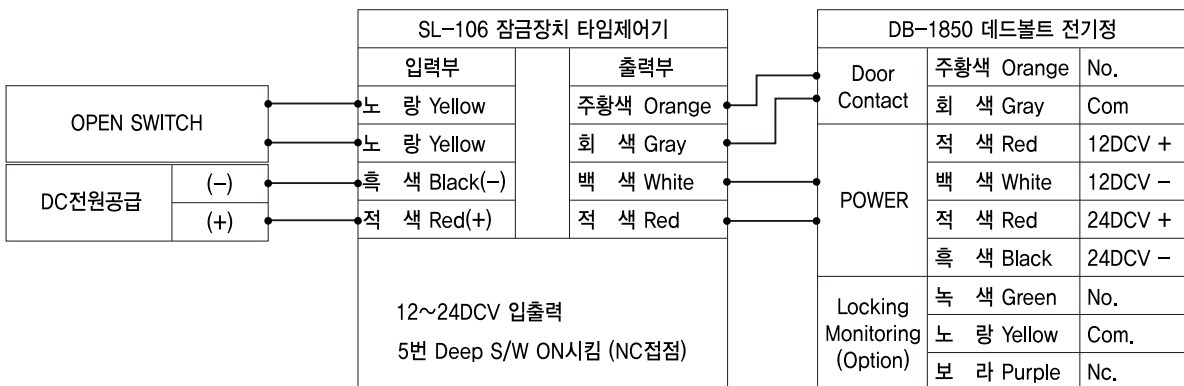 SL-106 잠금장치 타임제어기
입력부
출력부
노 랑 Yellow
주황색 Orange
노 랑 Yellow
회 색 Gray
흑 색 Black(-)
백 색 White
적 색 Red(+)
적 색 Red
12~24DCV 입출력
5번 Deep S/W ON시킴 (NC접점)
OPEN SWITCH
DC전원공급
(-)
(+)
DB-1850 데드볼트 전기정
Door
Contact
주황색 Orange
No.
회 색 Gray
Com
POWER
적 색 Red
12DCV +
백 색 White
12DCV -
적 색 Red
24DCV +
흑 색 Black
24DCV -
Locking
Monitoring
(Option)
녹 색 Green
No.
노 랑 Yellow
Com.
보 라 Purple
Nc.